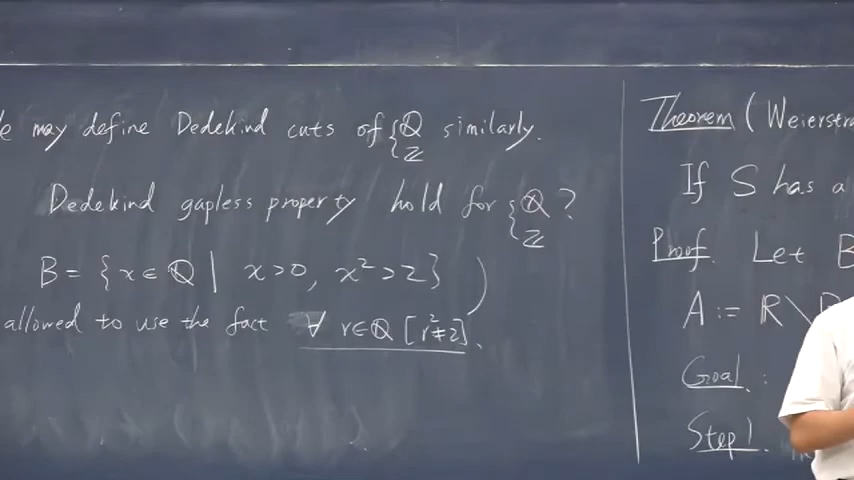 may define Dedekind cuts of { ℚ ℤ similarly.
Dedekind gapless property hold for { ℚ ℤ ?
B = { x ∈ ℚ | x > 0, x² > 2 } )
allowed to use the fact ∀ r ∈ ℚ [ r² ≠ 2 ].
Theorem (Weierstra
If S has a
Proof. Let B
A := ℝ \
Goal :
Step 1.